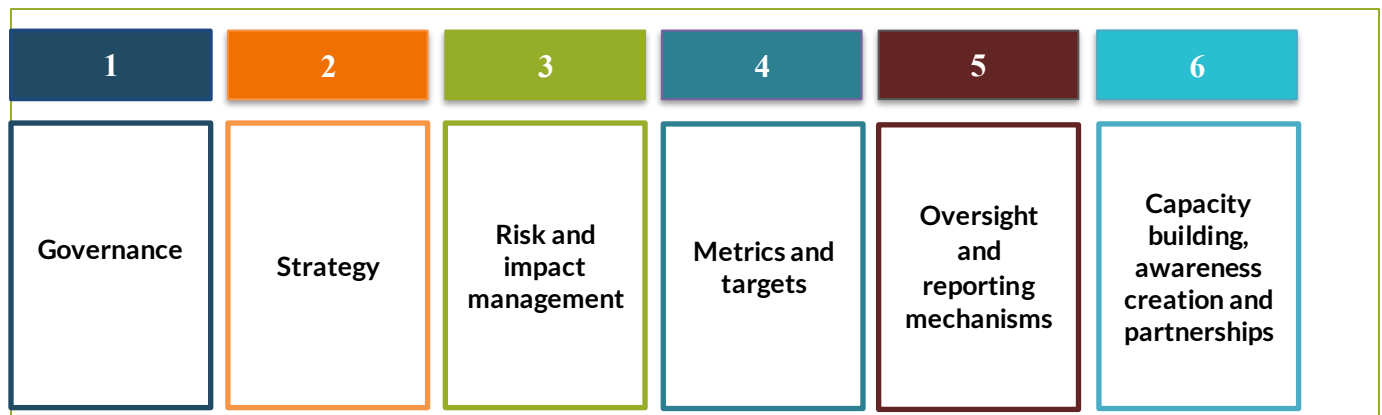 1
2
3
4
5
6
Governance
Strategy
Risk and
impact
management
Metrics and
targets
Oversight
and
reporting
mechanisms
Capacity
building,
awareness
creation and
partnerships